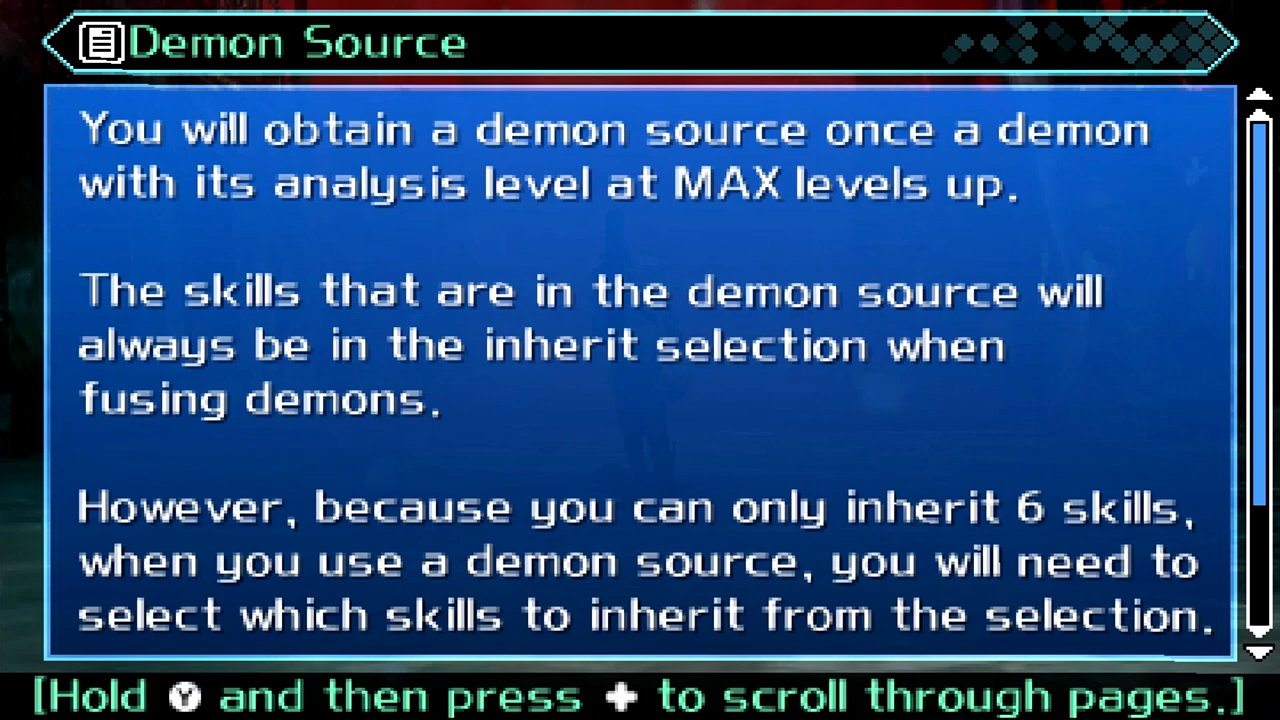 Demon Source
You will obtain a demon source once a demon
with its analysis level at MAX levels up.
The skills that are in the demon source will
always be in the inherit selection when
fusing demons.
However, because you can only inherit 6 skills,
when you use a demon source, you will need to
select which skills to inherit from the selection.
[Hold Y and then press ✚ to scroll through pages.]